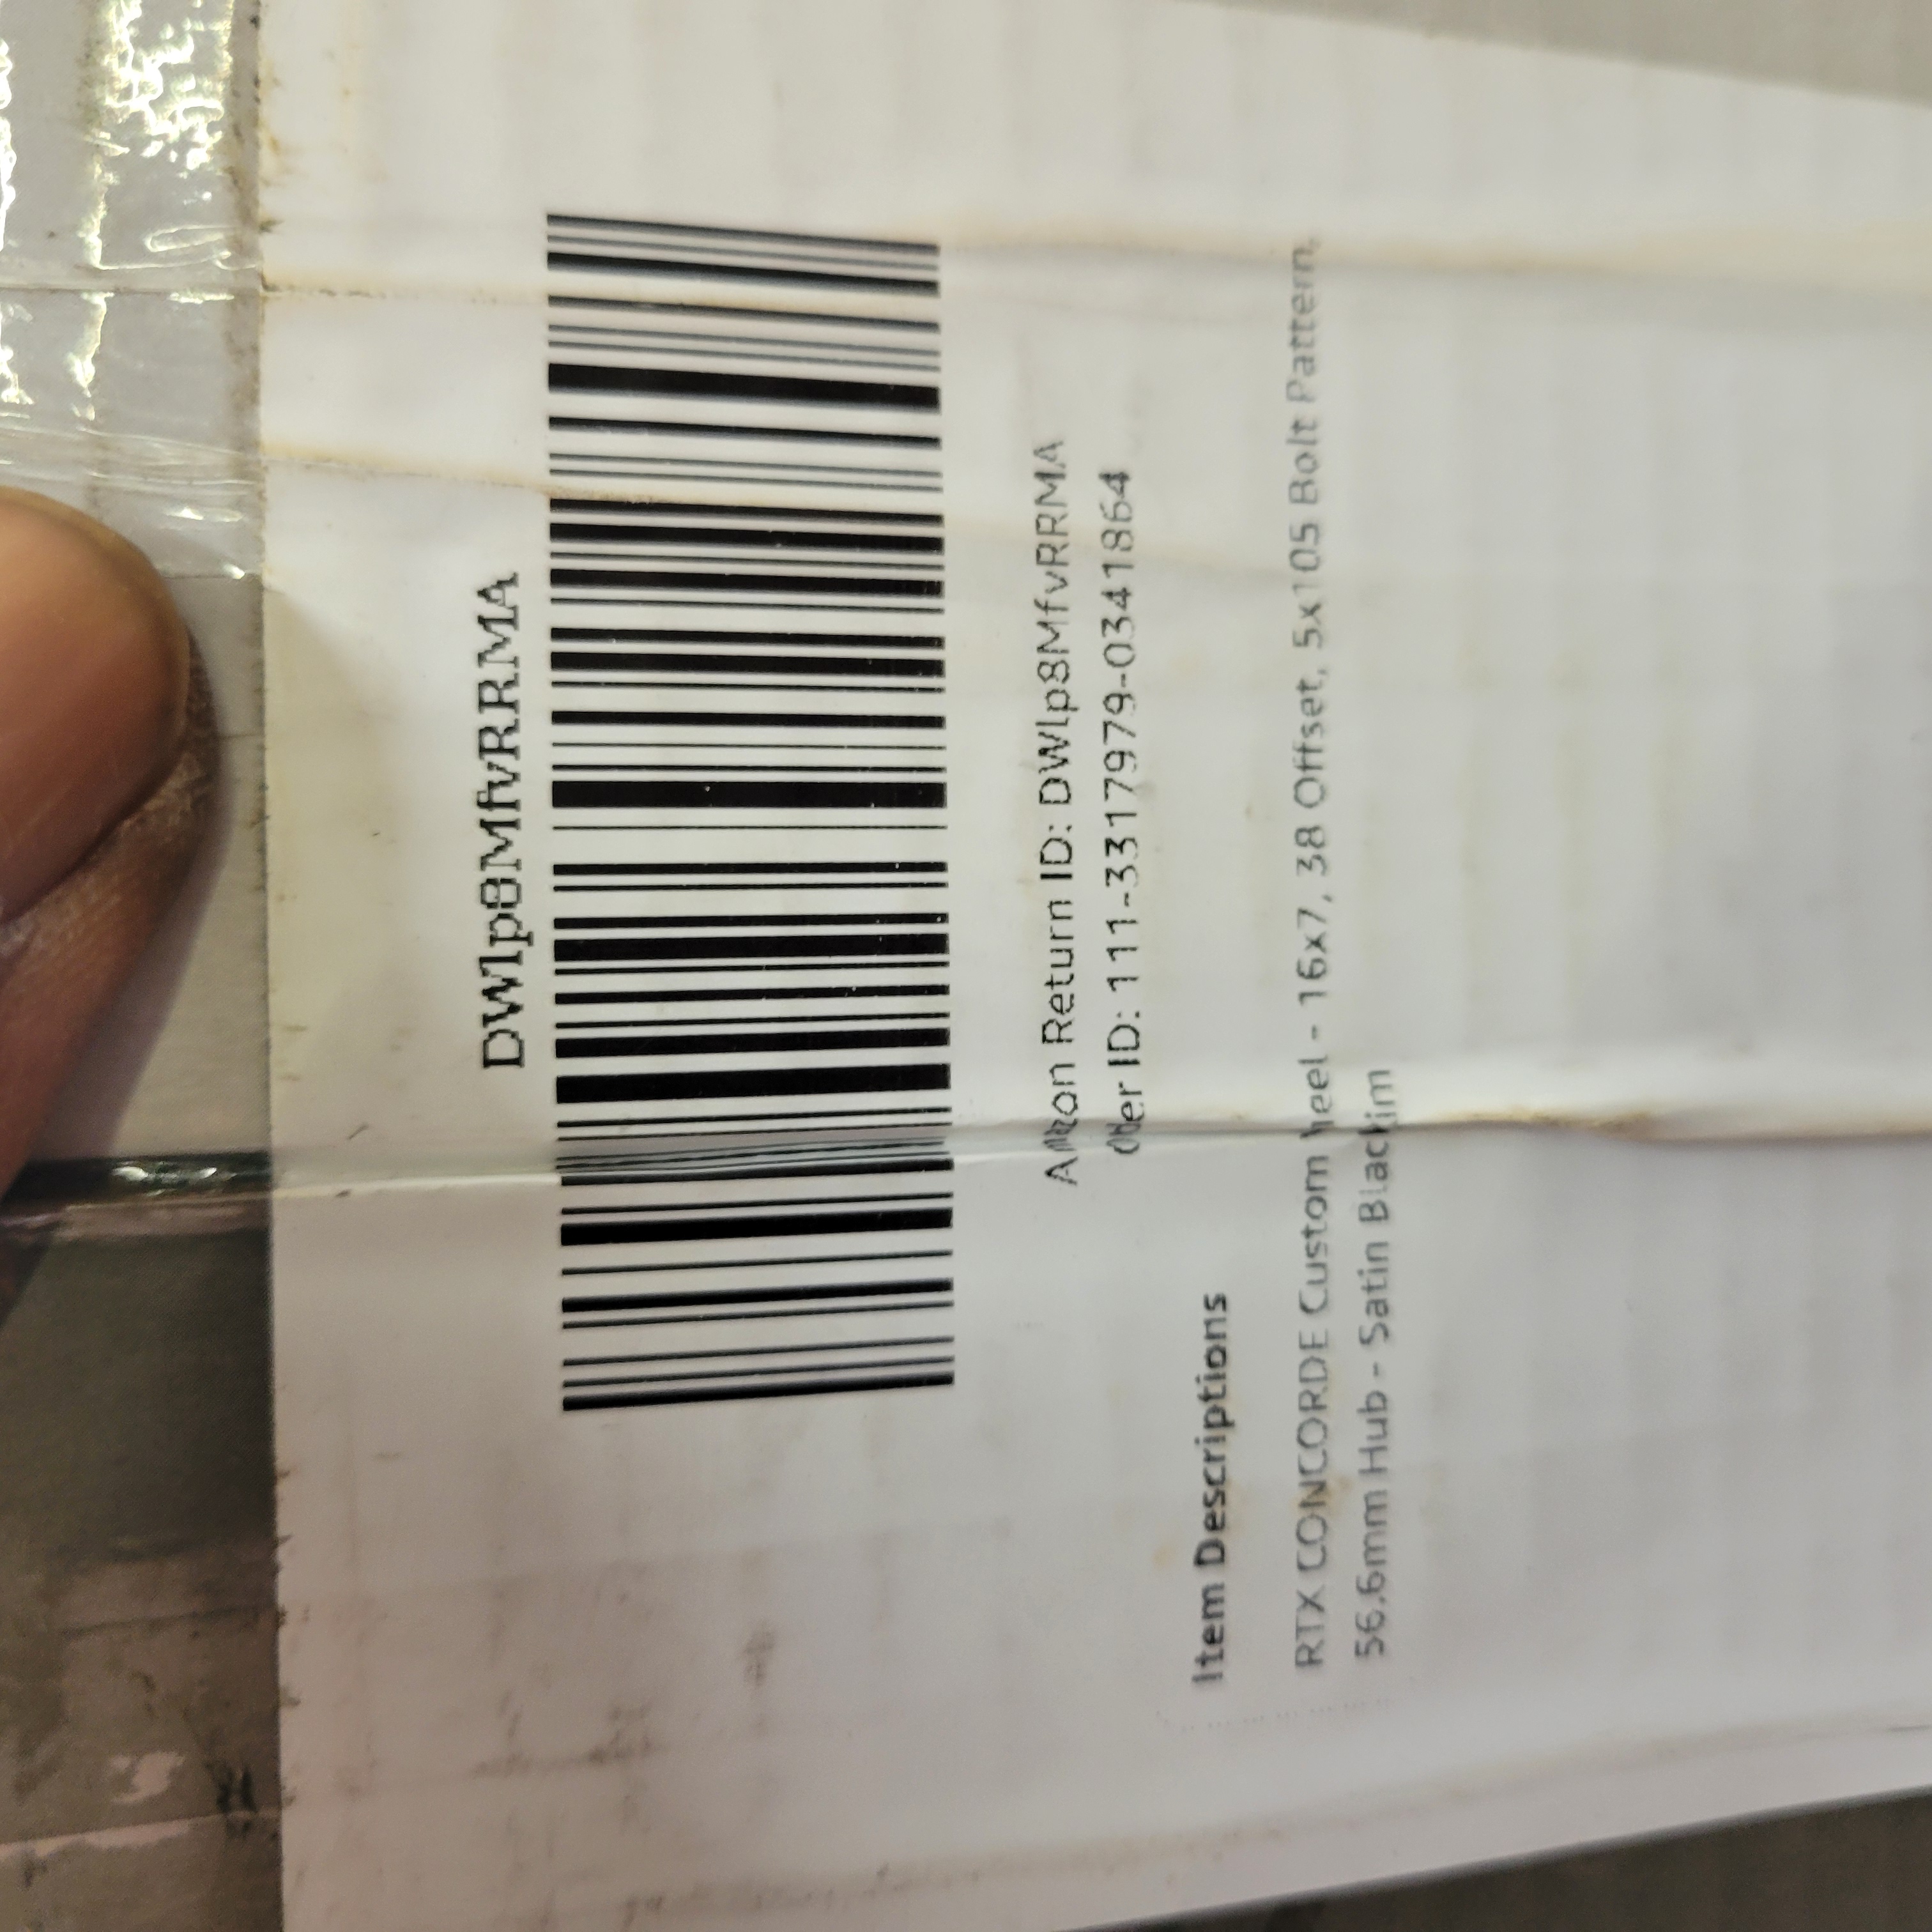 DWlp8MfvRRMA
Return ID: DWlp8MfvRRMA
ID: 111-3317979-0341864
Item Descriptions
RTX CONCORDE Custom - 16x7, 38 Offset, 5x105 Bolt Pattern,
56.6mm Hub - Satin